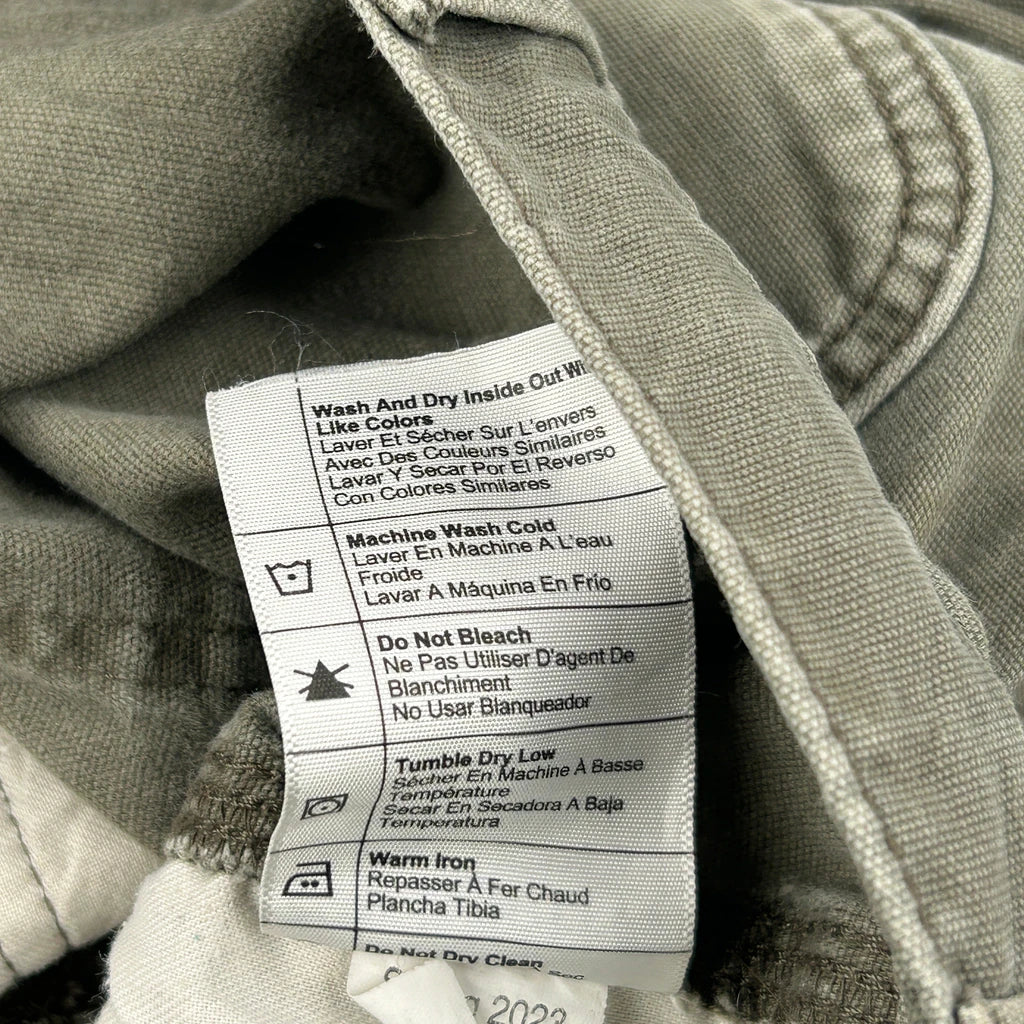 Wash And Dry Inside Out
Like Colors
Laver Et Sécher Sur L'envers
Avec Des Couleurs Similaires
Lavar Y Secar Por El Reverso
Con Colores Similares
Machine Wash Cold
Laver En Machine A L'eau
Froide
Lavar A Máquina En Frio
Do Not Bleach
Ne Pas Utiliser D'agent De
Blanchiment
No Usar Blanqueador
Tumble Dry Low
Sécher En Machine À Basse
Température
Secar En Secadora A Baja
Temperatura
Warm Iron
Repasser À Fer Chaud
Plancha Tibia
Do Not Dry Clean
Sec
2023